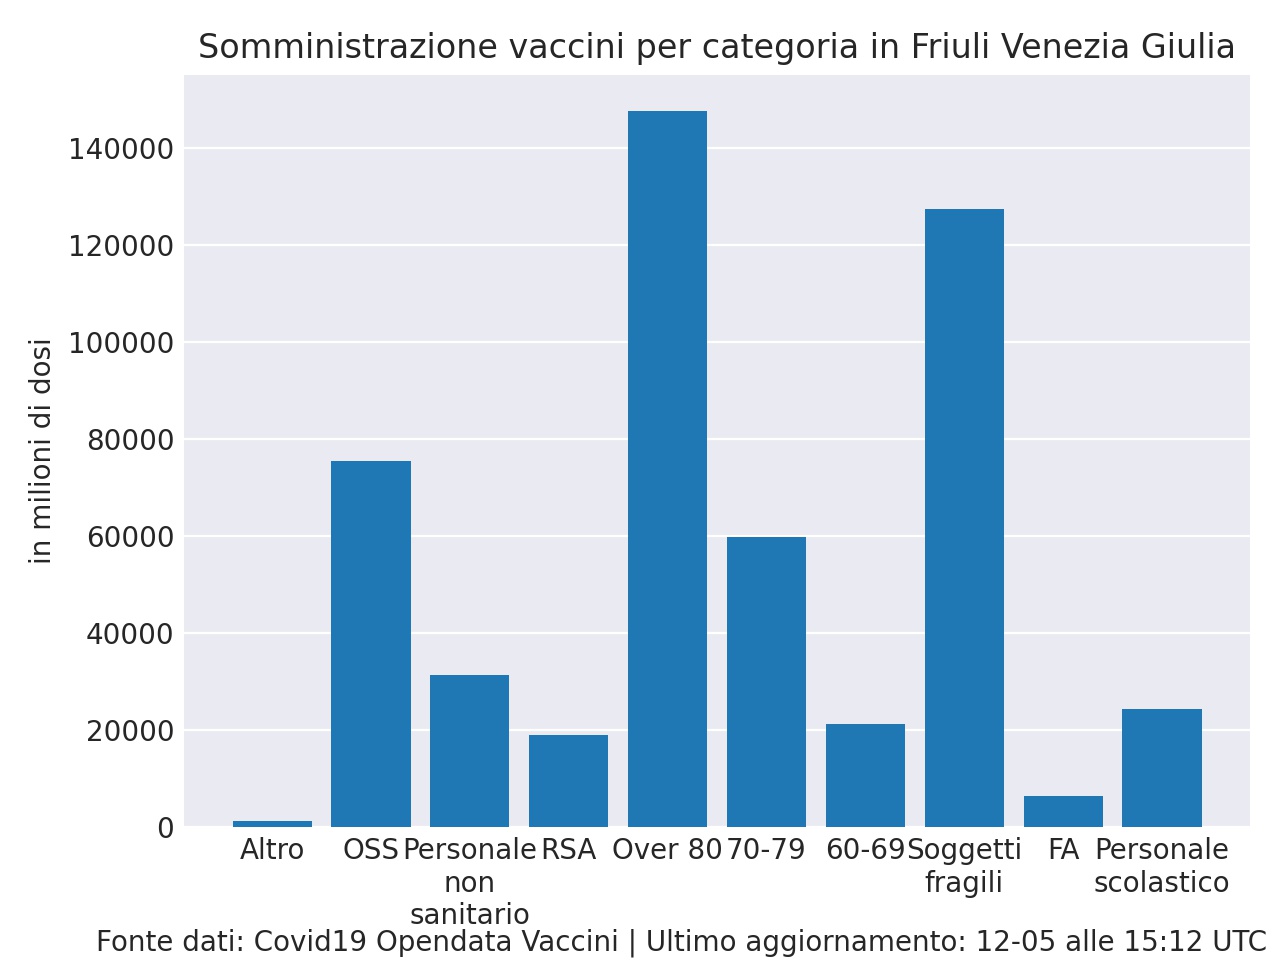 Somministrazione vaccini per categoria in Friuli Venezia Giulia
in milioni di dosi
140000
120000
100000
80000
60000
40000
20000
0
Altro
OSS
Personale
non
sanitario
RSA
Over 80
70-79
60-69
Soggetti
fragili
FA
Personale
scolastico
Fonte dati: Covid19 Opendata Vaccini | Ultimo aggiornamento: 12-05 alle 15:12 UTC